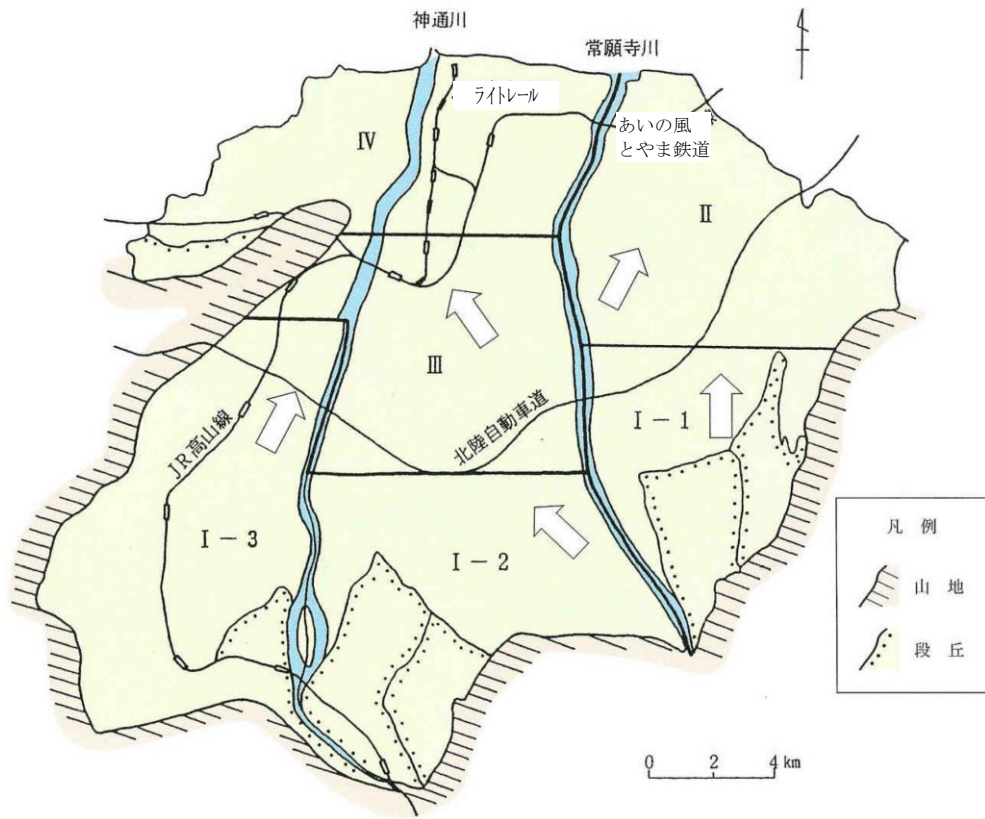 神通川
常願寺川
ライトレール
あいの風
とやま鉄道
Ⅳ
Ⅱ
Ⅲ
北陸自動車道
JR高山線
Ⅰ-1
Ⅰ-3
Ⅰ-2
凡例
山地
段丘
0 2 4 km